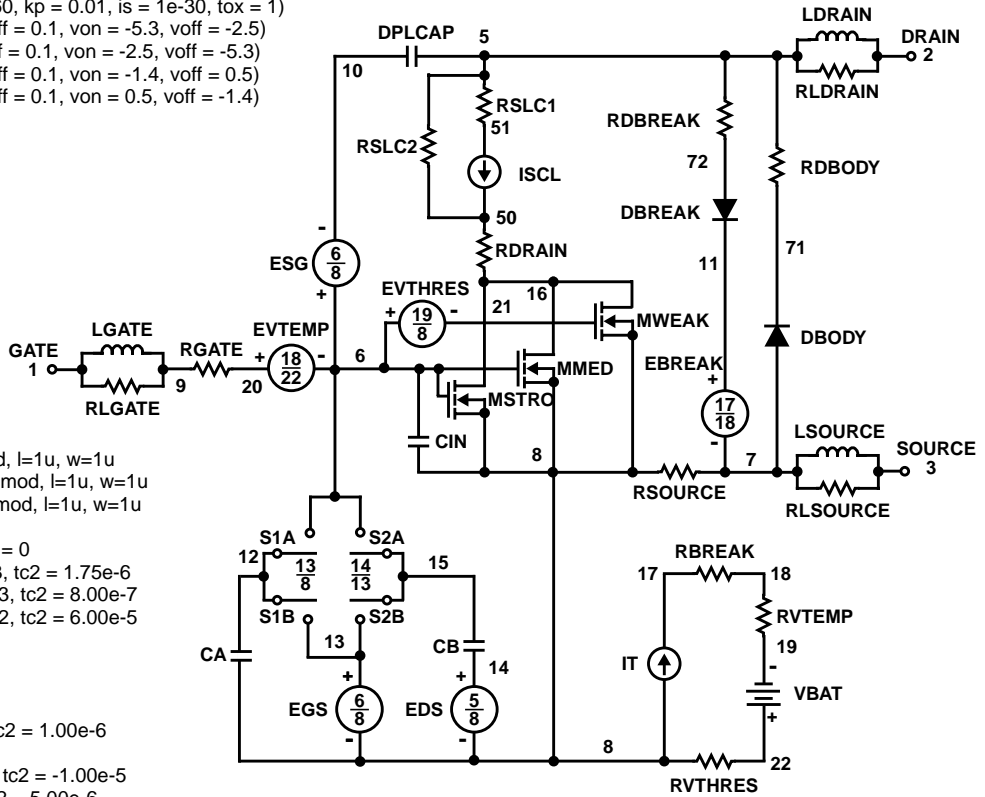 60, kp = 0.01, is = 1e-30, tox = 1)
ff = 0.1, von = -5.3, voff = -2.5)
= 0.1, von = -2.5, voff = -5.3)
ff = 0.1, von = -1.4, voff = 0.5)
ff = 0.1, von = 0.5, voff = -1.4)
LDRAIN
DRAIN
2
RLDRAIN
DPLCAP
5
10
RSLC1
51
RSLC2
ISCL
50
RDRAIN
RDBREAK
72
RDBODY
DBREAK
71
11
ESG
6
8
-
+
EVTHRES
+
19
8
-
16
21
MWEAK
LGATE
GATE
1
RLGATE
9
RGATE
20
EVTEMP
+
18
22
-
6
MMED
MSTRO
CIN
EBREAK
+
17
18
-
DBODY
8
RSOURCE
7
LSOURCE
SOURCE
3
RLSOURCE
d, l=1u, w=1u
mod, l=1u, w=1u
mod, l=1u, w=1u
= 0
, tc2 = 1.75e-6
3, tc2 = 8.00e-7
2, tc2 = 6.00e-5
c2 = 1.00e-6
tc2 = -1.00e-5
S1A
S2A
12
13
8
14
13
15
S1B
S2B
13
CA
CB
14
EGS
+
6
8
-
EDS
+
5
8
-
8
17
RBREAK
18
RVTEMP
19
IT
-
VBAT
+
22
RVTHRES